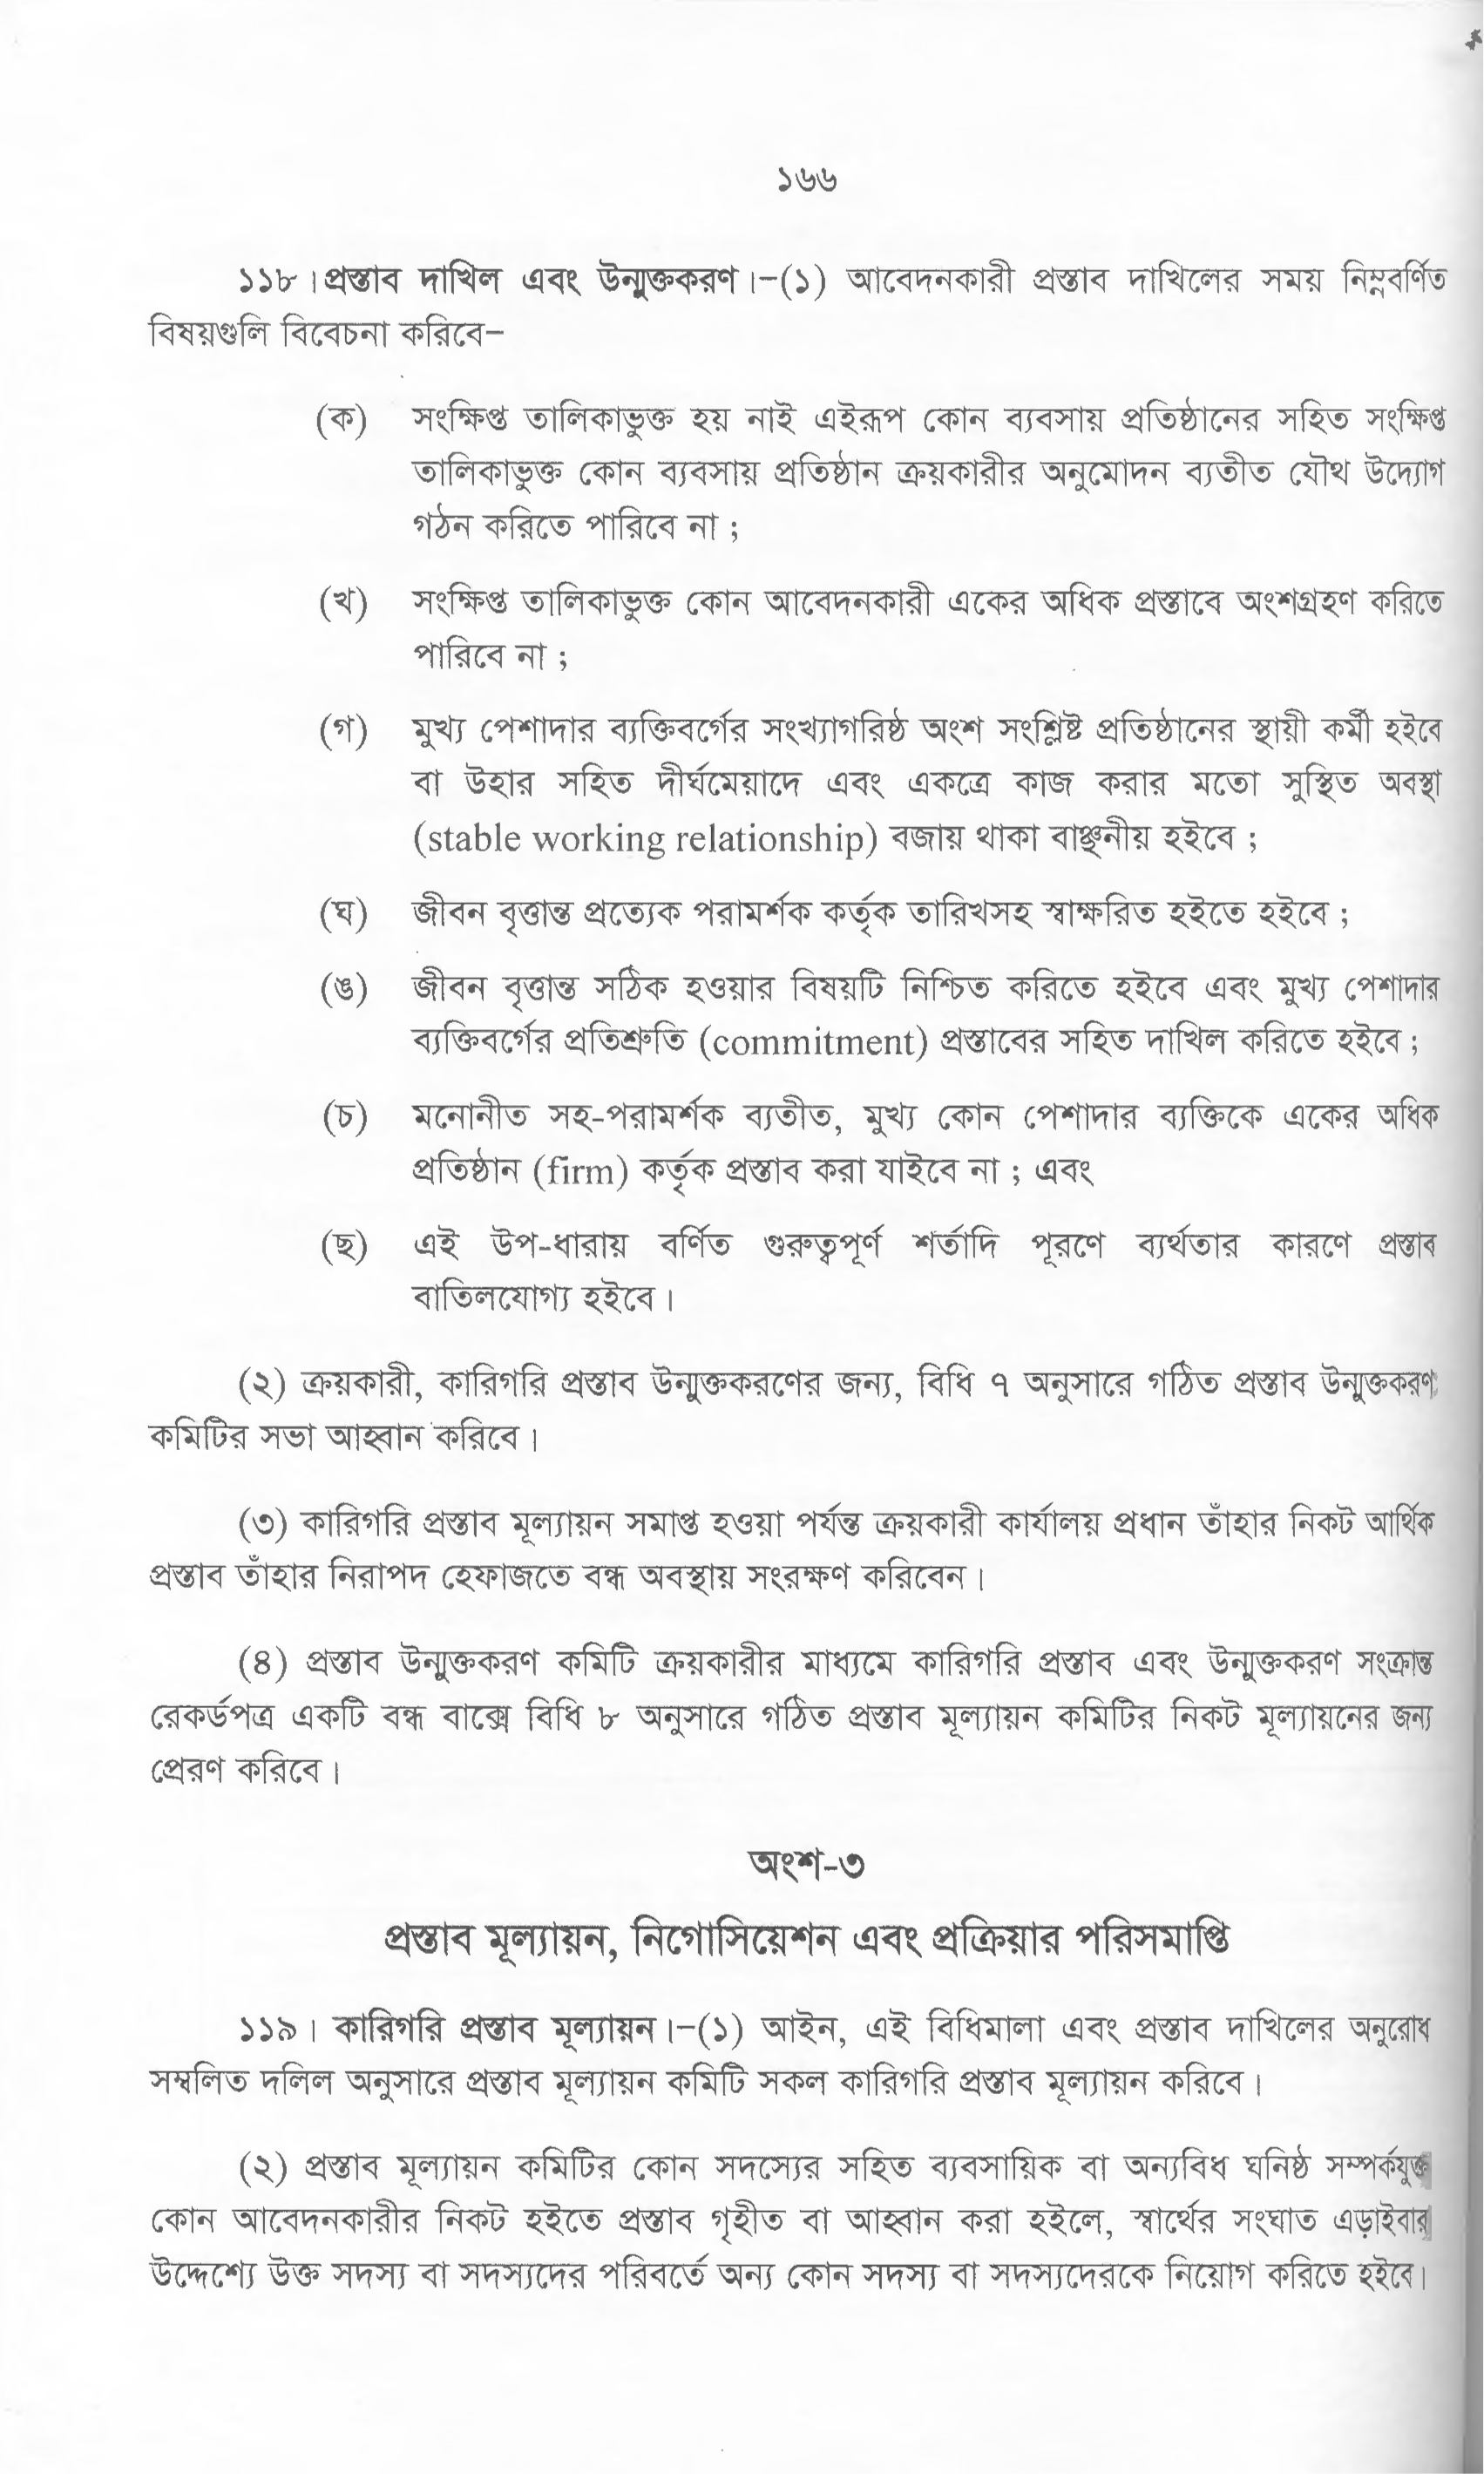 ১৬৬
১১৮। প্রস্তাব দাখিল এবং উন্মুক্তকরণ।–(১) আবেদনকারী প্রস্তাব দাখিলের সময় নিম্নবর্ণিত
বিষয়গুলি বিবেচনা করিবে–
(ক) সংক্ষিপ্ত তালিকাভুক্ত হয় নাই এইরূপ কোন ব্যবসায় প্রতিষ্ঠানের সহিত সংক্ষিপ্ত
তালিকাভুক্ত কোন ব্যবসায় প্রতিষ্ঠান ক্রয়কারীর অনুমোদন ব্যতীত যৌথ উদ্যোগ
গঠন করিতে পারিবে না ;
(খ) সংক্ষিপ্ত তালিকাভুক্ত কোন আবেদনকারী একের অধিক প্রস্তাবে অংশগ্রহণ করিতে
পারিবে না ;
(গ) মুখ্য পেশাদার ব্যক্তিবর্গের সংখ্যাগরিষ্ঠ অংশ সংশ্লিষ্ট প্রতিষ্ঠানের স্থায়ী কর্মী হইবে
বা উহার সহিত দীর্ঘমেয়াদে এবং একত্রে কাজ করার মতো সুস্থিত অবস্থা
(stable working relationship) বজায় থাকা বাঞ্ছনীয় হইবে ;
(ঘ) জীবন বৃত্তান্ত প্রত্যেক পরামর্শক কর্তৃক তারিখসহ স্বাক্ষরিত হইতে হইবে ;
(ঙ) জীবন বৃত্তান্ত সঠিক হওয়ার বিষয়টি নিশ্চিত করিতে হইবে এবং মুখ্য পেশাদার
ব্যক্তিবর্গের প্রতিশ্রুতি (commitment) প্রস্তাবের সহিত দাখিল করিতে হইবে ;
(চ) মনোনীত সহ-পরামর্শক ব্যতীত, মুখ্য কোন পেশাদার ব্যক্তিকে একের অধিক
প্রতিষ্ঠান (firm) কর্তৃক প্রস্তাব করা যাইবে না ; এবং
(ছ) এই উপ-ধারায় বর্ণিত গুরুত্বপূর্ণ শর্তাদি পূরণে ব্যর্থতার কারণে প্রস্তাব
বাতিলযোগ্য হইবে।
(২) ক্রয়কারী, কারিগরি প্রস্তাব উন্মুক্তকরণের জন্য, বিধি ৭ অনুসারে গঠিত প্রস্তাব উন্মুক্তকরণ
কমিটির সভা আহ্বান করিবে।
(৩) কারিগরি প্রস্তাব মূল্যায়ন সমাপ্ত হওয়া পর্যন্ত ক্রয়কারী কার্যালয় প্রধান তাঁহার নিকট আর্থিক
প্রস্তাব তাঁহার নিরাপদ হেফাজতে বন্ধ অবস্থায় সংরক্ষণ করিবেন।
(৪) প্রস্তাব উন্মুক্তকরণ কমিটি ক্রয়কারীর মাধ্যমে কারিগরি প্রস্তাব এবং উন্মুক্তকরণ সংক্রান্ত
রেকর্ডপত্র একটি বন্ধ বাক্সে বিধি ৮ অনুসারে গঠিত প্রস্তাব মূল্যায়ন কমিটির নিকট মূল্যায়নের জন্য
প্রেরণ করিবে।
অংশ-৩
প্রস্তাব মূল্যায়ন, নিগোসিয়েশন এবং প্রক্রিয়ার পরিসমাপ্তি
১১৯। কারিগরি প্রস্তাব মূল্যায়ন।–(১) আইন, এই বিধিমালা এবং প্রস্তাব দাখিলের অনুরোধ
সম্বলিত দলিল অনুসারে প্রস্তাব মূল্যায়ন কমিটি সকল কারিগরি প্রস্তাব মূল্যায়ন করিবে।
(২) প্রস্তাব মূল্যায়ন কমিটির কোন সদস্যের সহিত ব্যবসায়িক বা অন্যবিধ ঘনিষ্ঠ সম্পর্কযুক্ত
কোন আবেদনকারীর নিকট হইতে প্রস্তাব গৃহীত বা আহ্বান করা হইলে, স্বার্থের সংঘাত এড়াইবার
উদ্দেশ্যে উক্ত সদস্য বা সদস্যদের পরিবর্তে অন্য কোন সদস্য বা সদস্যদেরকে নিয়োগ করিতে হইবে।